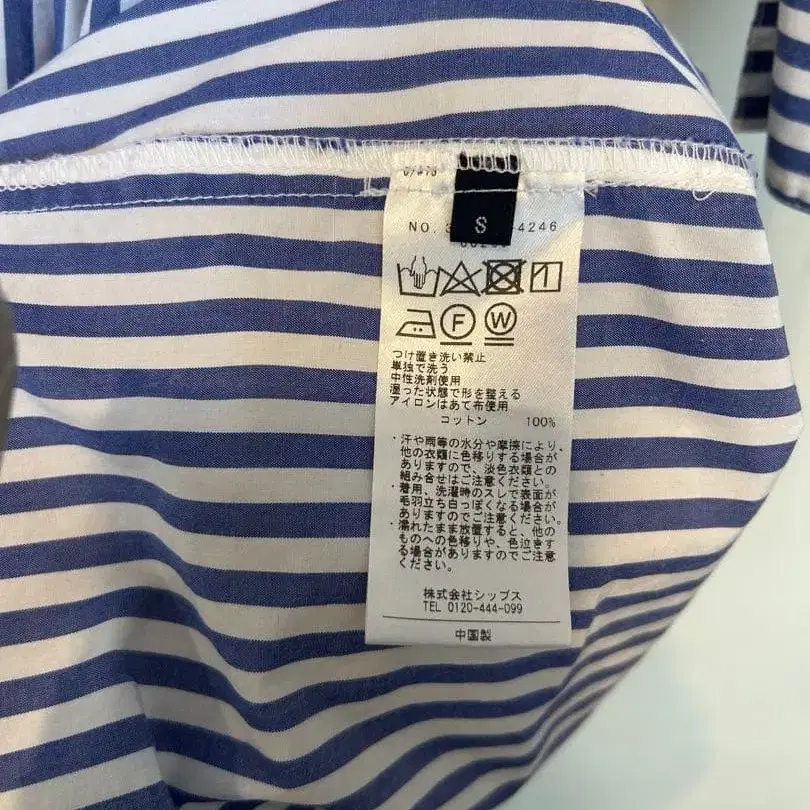 S
NO. 3 -4246
F W
つけ置き洗い禁止
単独で洗う
中性洗剤使用
湿った状態で形を整える
アイロンはあて布使用
コットン 100%
・汗や雨等の水分や摩擦により、
他の衣類に色移りする場合が
ありますので、淡色衣類との
組み合せはご注意ください。
・着用、洗濯時のスレで表面が
毛羽立ち白っぽくなる場合が
ありますのでご注意ください。
・濡れたまま放置すると、他の
ものへの色移りや、色泣きす
る場合がありますのでご注意
ください。
株式会社シップス
TEL 0120-444-099
中国製